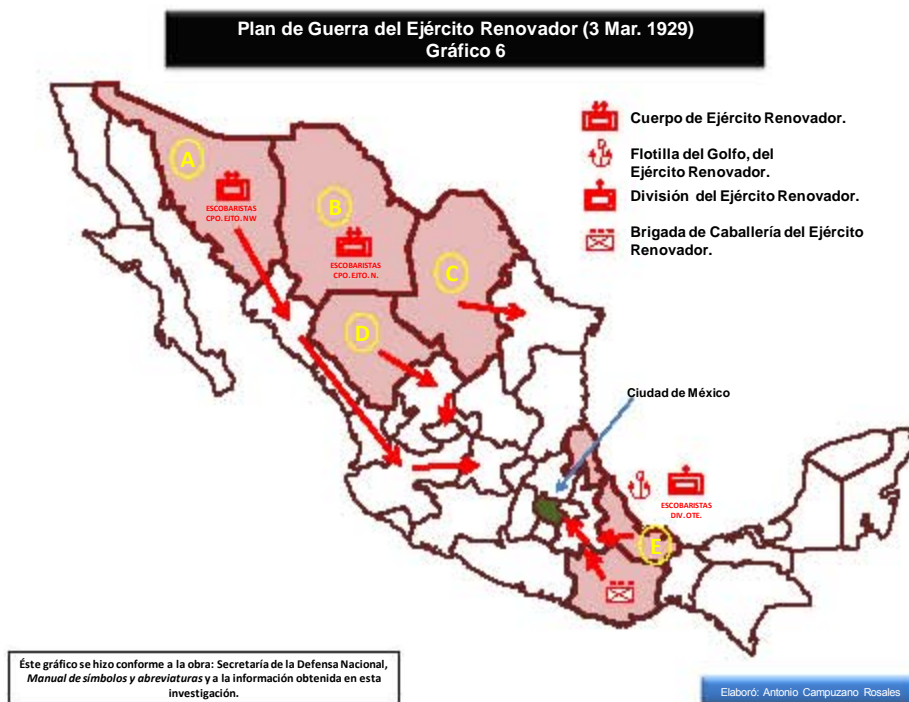 Plan de Guerra del Ejército Renovador (3 Mar. 1929)
Gráfico 6
Cuerpo de Ejército Renovador.
Flotilla del Golfo, del
Ejército Renovador.
División del Ejército Renovador.
Brigada de Caballería del Ejército
Renovador.
A
ESCOBARISTAS
CPO. EJTO. NW
B
ESCOBARISTAS
CPO. EJTO. N.
C
D
Ciudad de México
ESCOBARISTAS
DIV. OTE.
E
Éste gráfico se hizo conforme a la obra: Secretaría de la Defensa Nacional,
Manual de símbolos y abreviaturas y a la información obtenida en esta
investigación.
Elaboró: Antonio Campuzano Rosales